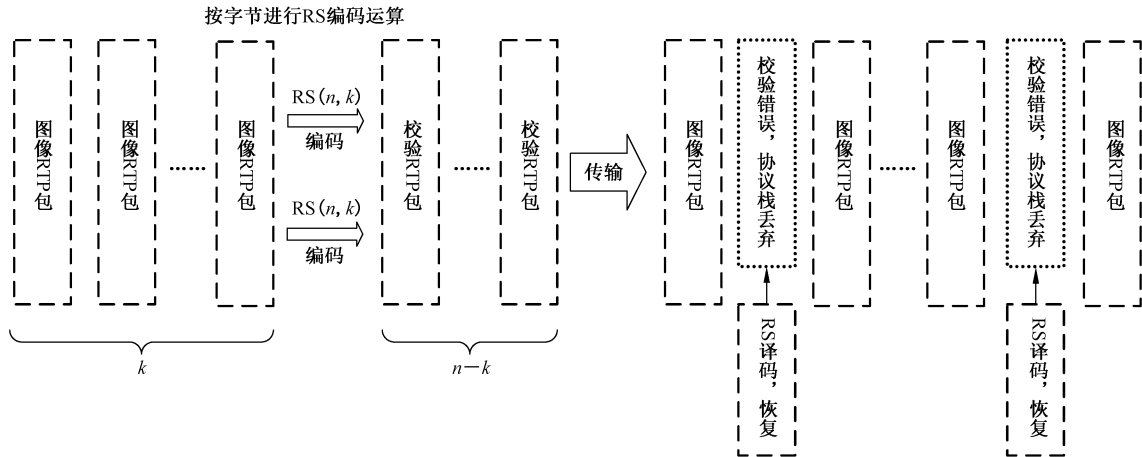 按字节进行RS编码运算
图像RTP包
图像RTP包
……
图像RTP包
RS(n,k)
编码
RS(n,k)
编码
校验RTP包
……
校验RTP包
传输
图像RTP包
校验错误，协议栈丢弃
图像RTP包
……
图像RTP包
校验错误，协议栈丢弃
图像RTP包
k
n－k
RS译码，恢复
RS译码，恢复